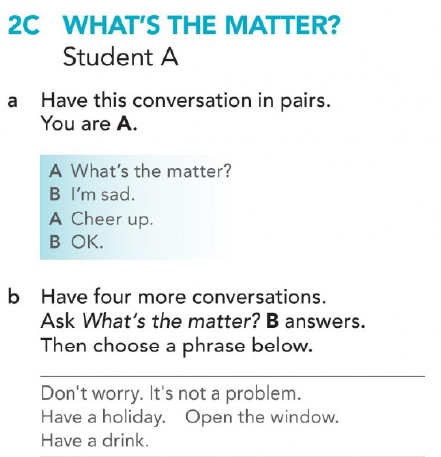 2C WHAT'S THE MATTER?
Student A
a Have this conversation in pairs.
You are A.
A What's the matter?
B I'm sad.
A Cheer up.
B OK.
b Have four more conversations.
Ask What's the matter? B answers.
Then choose a phrase below.
Don't worry. It's not a problem.
Have a holiday. Open the window.
Have a drink.